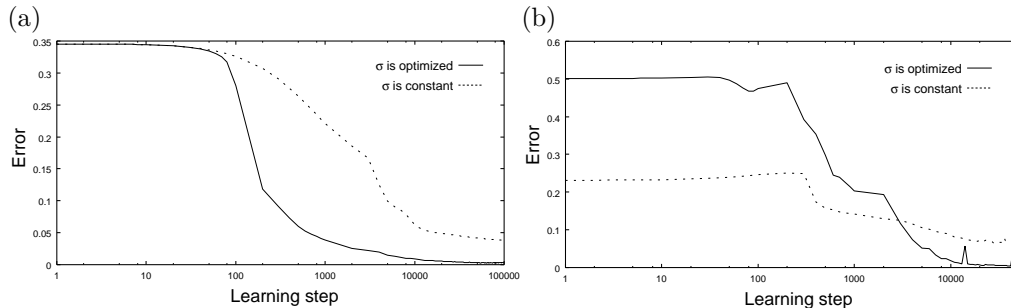 (a)
(b)
0.35
0.3
0.25
0.2
0.15
0.1
0.05
0
Error
σ is optimized
σ is constant
1
10
100
1000
10000
100000
Learning step
0.6
0.5
0.4
0.3
0.2
0.1
0
Error
σ is optimized
σ is constant
1
10
100
1000
10000
Learning step